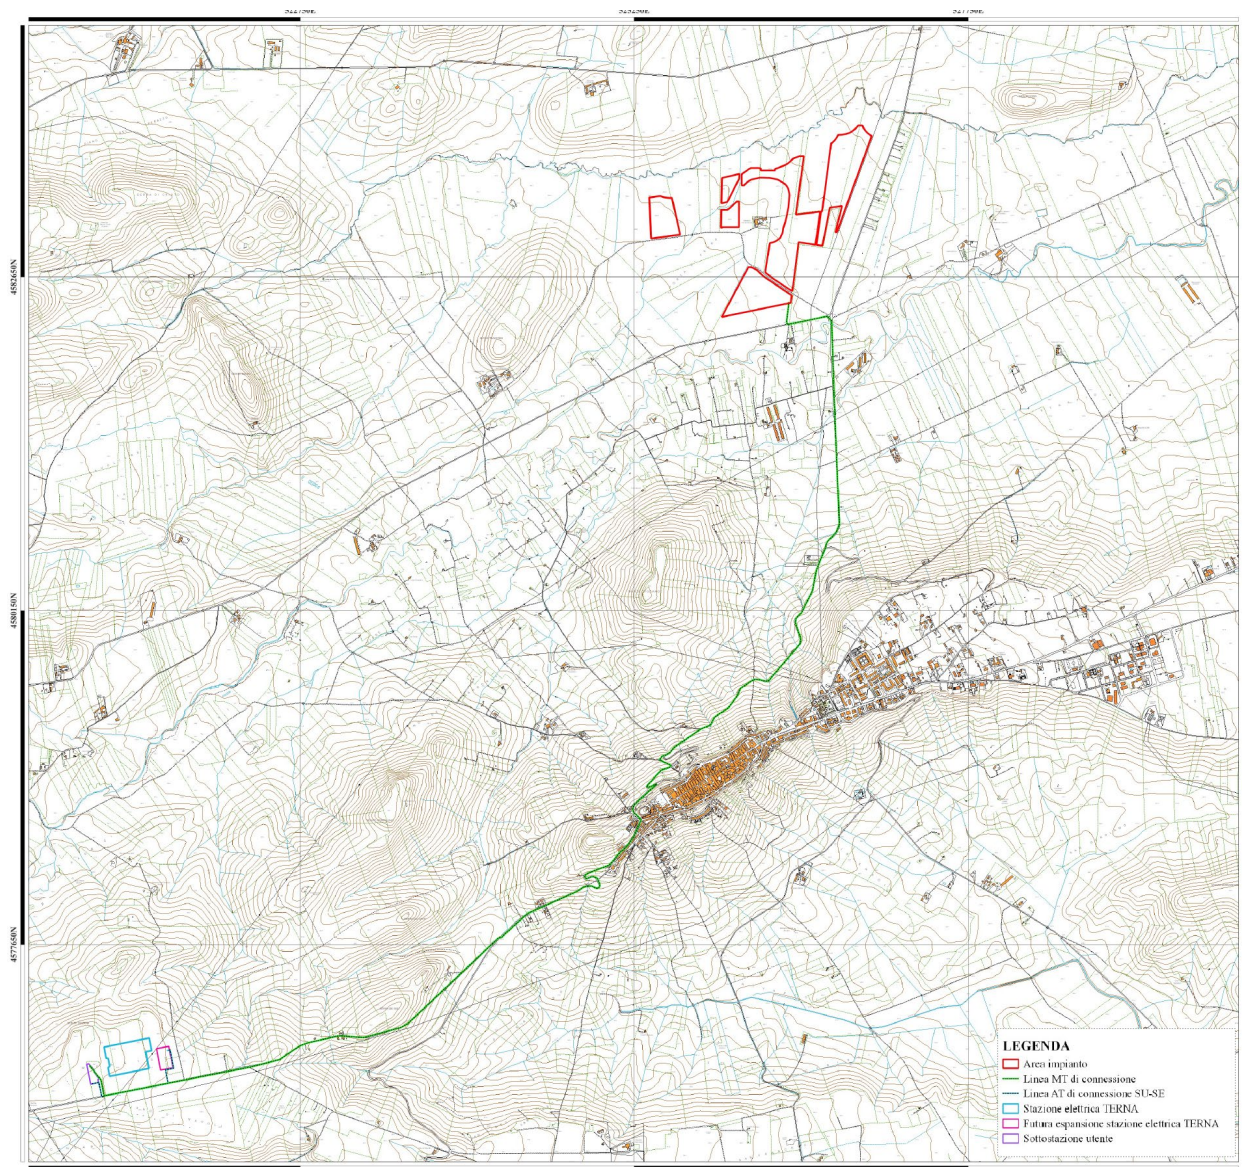 4582650N
4580150N
4577650N
LEGENDA
Area impianto
Linea MT di connessione
Linea AT di connessione SU-SE
Stazione elettrica TERNA
Futura espansione stazione elettrica TERNA
Sottostazione utente